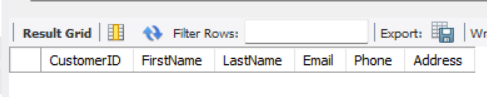 Result Grid Filter Rows: Export:
CustomerID FirstName LastName Email Phone Address